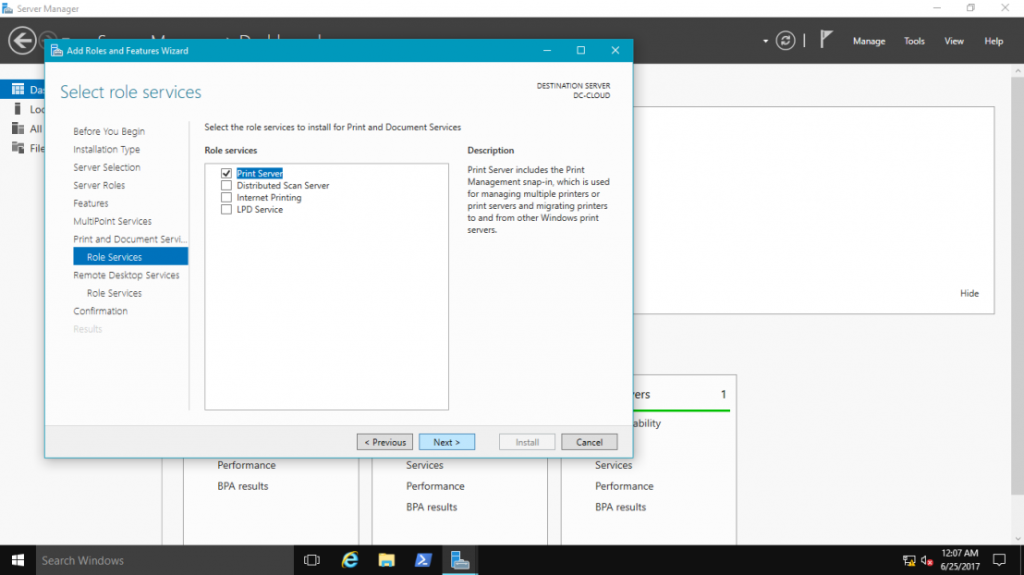 Server Manager
Add Roles and Features Wizard
Manage
Tools
View
Help
Select role services
DESTINATION SERVER
DC-CLOUD
Before You Begin
Installation Type
Server Selection
Server Roles
Features
MultiPoint Services
Print and Document Servi...
Role Services
Remote Desktop Services
Role Services
Confirmation
Results
Select the role services to install for Print and Document Services
Role services
Print Server
Distributed Scan Server
Internet Printing
LPD Service
Description
Print Server includes the Print
Management snap-in, which is used
for managing multiple printers or
print servers and migrating printers
to and from other Windows print
servers.
< Previous
Next >
Install
Cancel
Hide
1
Performance
BPA results
Services
Performance
BPA results
Services
Performance
BPA results
Search Windows
12:07 AM
6/25/2017